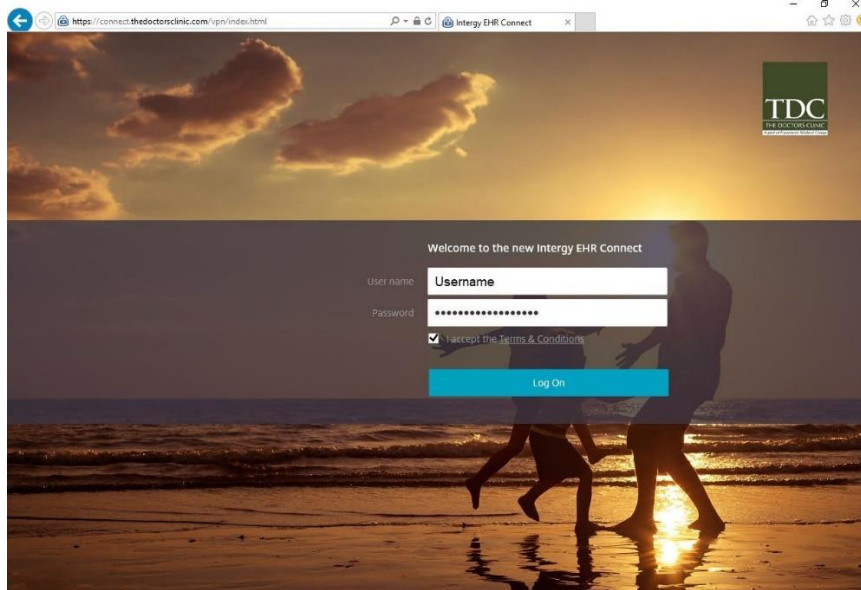 https://connect.thedoctorsclinic.com/vpn/index.html
Intergy EHR Connect
TDC
THE DOCTORS CLINIC
Welcome to the new Intergy EHR Connect
User name
Username
Password
••••••••••••••••••
I accept the Terms & Conditions
Log On